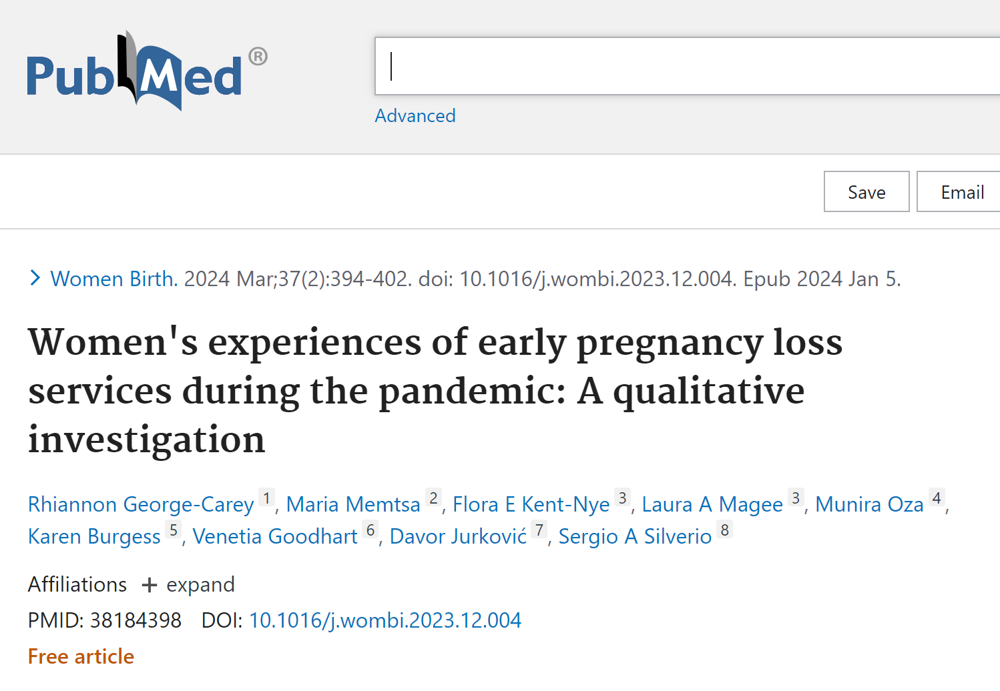 PubMed®
Advanced
Save
Email
Women Birth. 2024 Mar;37(2):394-402. doi: 10.1016/j.wombi.2023.12.004. Epub 2024 Jan 5.
Women's experiences of early pregnancy loss
services during the pandemic: A qualitative
investigation
Rhiannon George-Carey 1, Maria Memtsa 2, Flora E Kent-Nye 3, Laura A Magee 3, Munira Oza 4,
Karen Burgess 5, Venetia Goodhart 6, Davor Jurković 7, Sergio A Silverio 8
Affiliations + expand
PMID: 38184398 DOI: 10.1016/j.wombi.2023.12.004
Free article